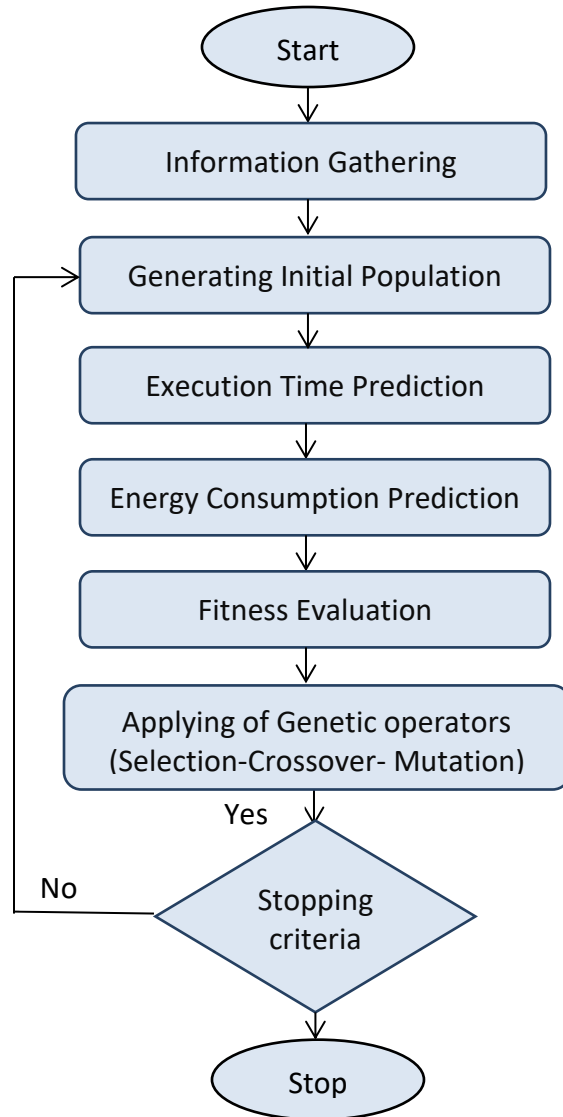 Start
Information Gathering
Generating Initial Population
Execution Time Prediction
Energy Consumption Prediction
Fitness Evaluation
Applying of Genetic operators
(Selection-Crossover- Mutation)
Yes
No
Stopping
criteria
Stop